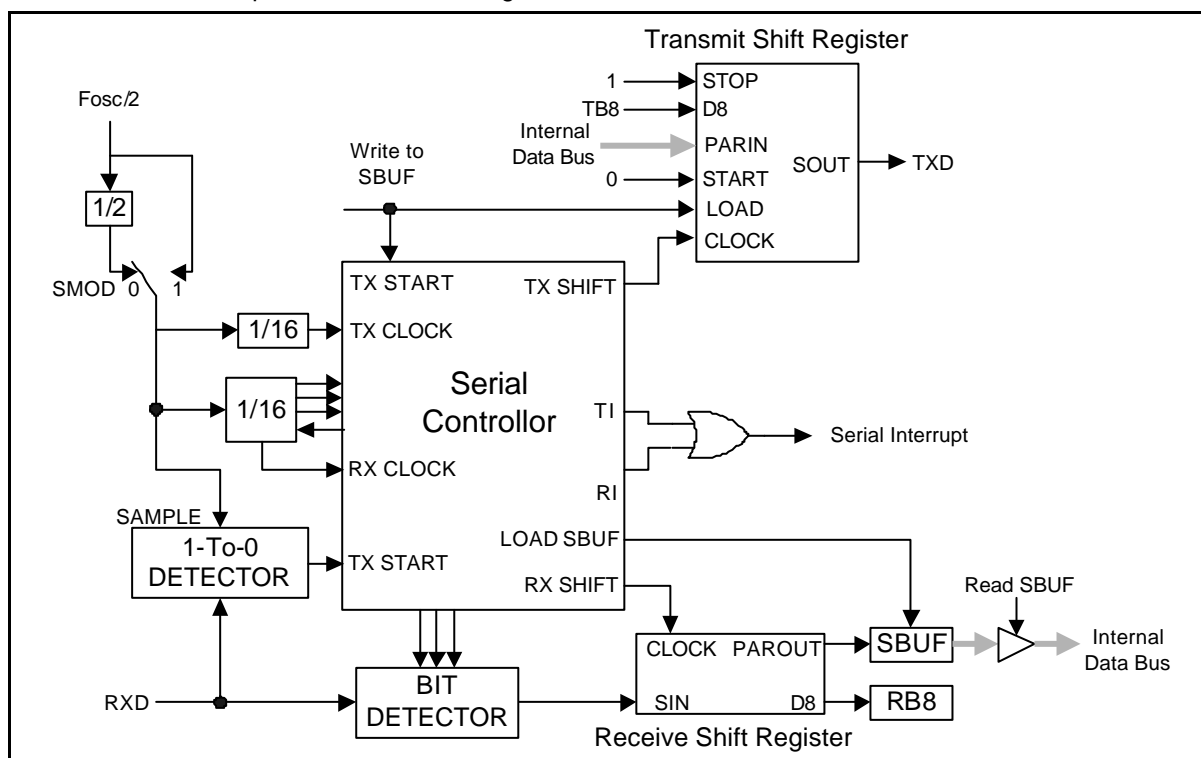 Transmit Shift Register
1
STOP
Fosc/2
TB8
D8
Internal
Data Bus
PARIN
SOUT
TXD
Write to
SBUF
0
START
1/2
LOAD
CLOCK
SMOD 0 1
TX START
TX SHIFT
1/16
TX CLOCK
Serial
Controllor
1/16
TI
Serial Interrupt
RX CLOCK
RI
SAMPLE
1-To-0
DETECTOR
TX START
LOAD SBUF
RX SHIFT
Read SBUF
CLOCK PAROUT
SBUF
Internal
Data Bus
RXD
BIT
DETECTOR
SIN D8
RB8
Receive Shift Register